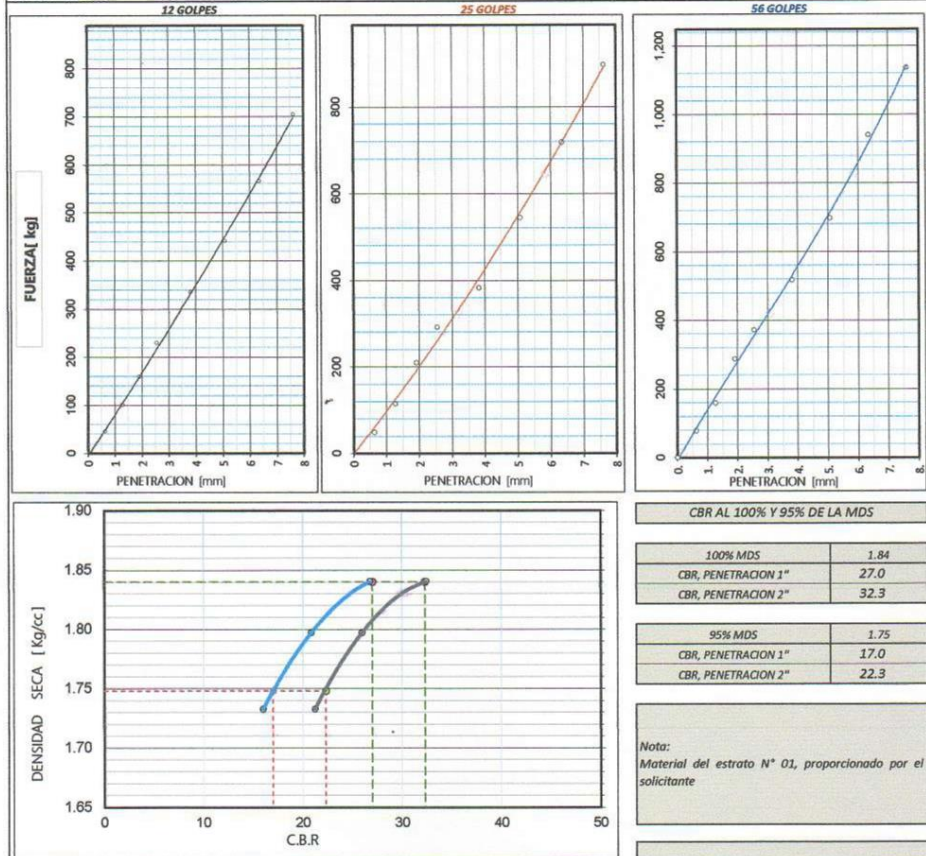 12 GOLPES
25 GOLPES
56 GOLPES
FUERZA[ kg]
800
700
600
500
400
300
200
100
0
0 1 2 3 4 5 6 7 8
PENETRACION [mm]
800
600
400
200
0
0 1 2 3 4 5 6 7 8
PENETRACION [mm]
1,200
1,000
800
600
400
200
0
0. 1. 2. 3. 4. 5. 6. 7. 8.
PENETRACION [mm]
DENSIDAD SECA [ Kg/cc]
1.90
1.85
1.80
1.75
1.70
1.65
0 10 20 30 40 50
C.B.R
CBR AL 100% Y 95% DE LA MDS
100% MDS 1.84
CBR, PENETRACION 1" 27.0
CBR, PENETRACION 2" 32.3
95% MDS 1.75
CBR, PENETRACION 1" 17.0
CBR, PENETRACION 2" 22.3
Nota:
Material del estrato N° 01, proporcionado por el
solicitante